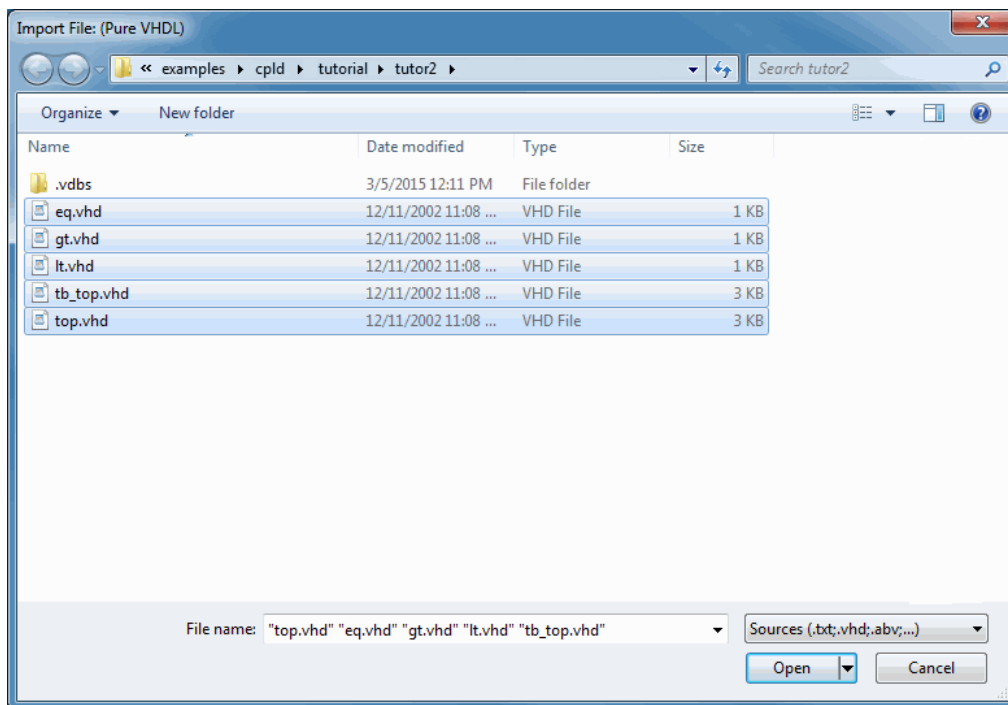 Import File: (Pure VHDL)
« examples cpld tutorial tutor2 Search tutor2
Organize New folder
Name Date modified Type Size
.vdbs 3/5/2015 12:11 PM File folder
eq.vhd 12/11/2002 11:08 ... VHD File 1 KB
gt.vhd 12/11/2002 11:08 ... VHD File 1 KB
lt.vhd 12/11/2002 11:08 ... VHD File 1 KB
tb_top.vhd 12/11/2002 11:08 ... VHD File 3 KB
top.vhd 12/11/2002 11:08 ... VHD File 3 KB
File name: "top.vhd" "eq.vhd" "gt.vhd" "lt.vhd" "tb_top.vhd" Sources (.txt;.vhd;.abv;...)
Open Cancel